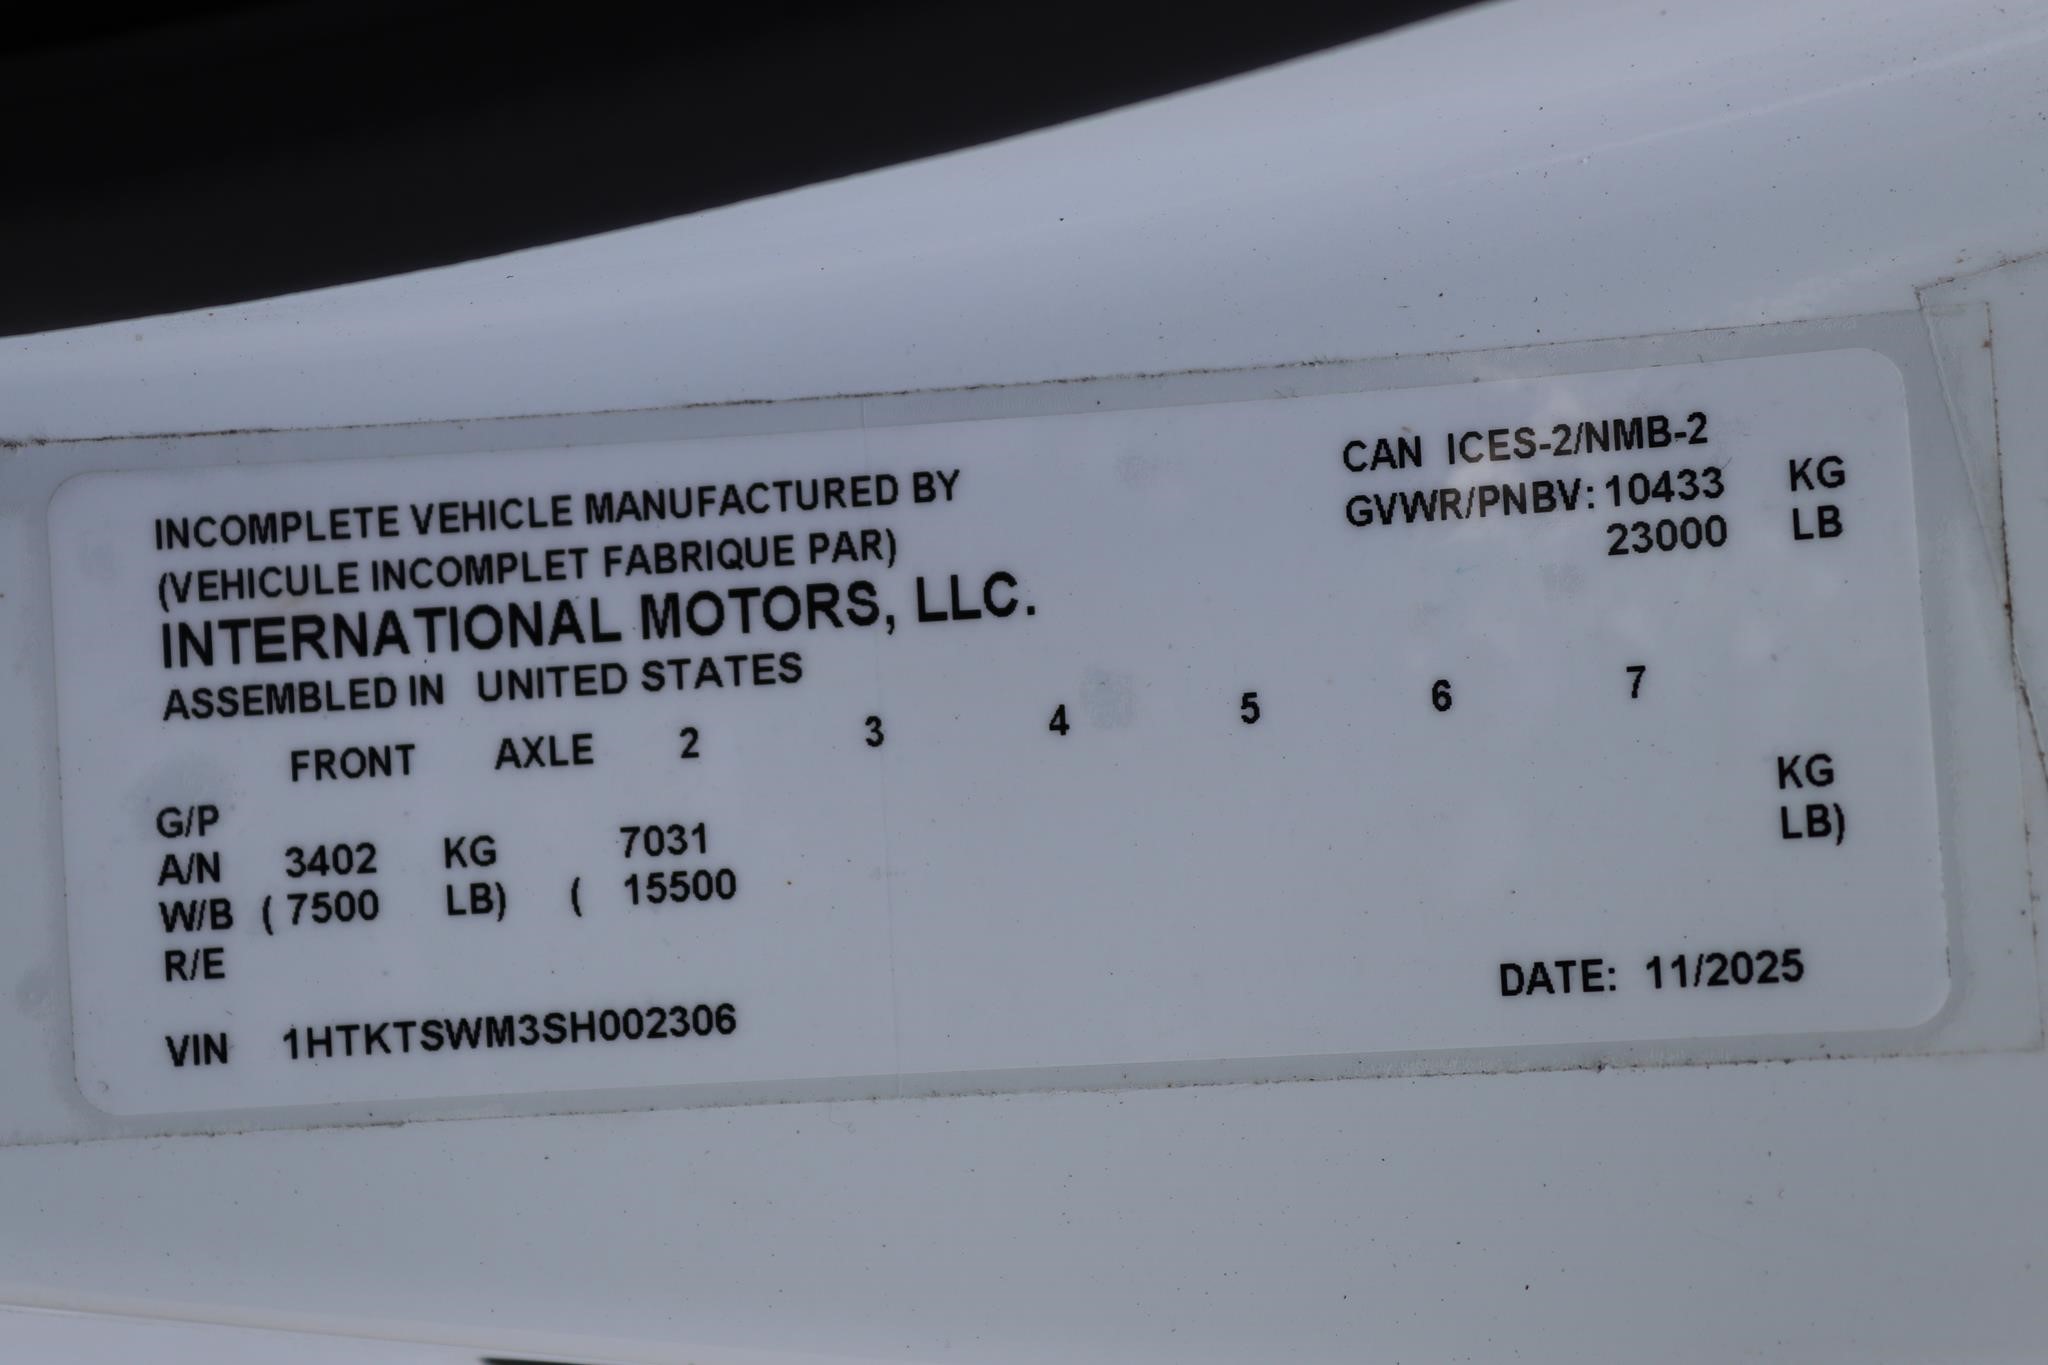 INCOMPLETE VEHICLE MANUFACTURED BY
(VEHICULE INCOMPLET FABRIQUE PAR)
INTERNATIONAL MOTORS, LLC.
ASSEMBLED IN UNITED STATES
CAN ICES-2/NMB-2
GVWR/PNBV: 10433 KG
23000 LB
FRONT AXLE 2 3 4 5 6 7
G/P
A/N 3402 KG 7031 KG
W/B ( 7500 LB) ( 15500 LB)
R/E
DATE: 11/2025
VIN 1HTKTSWM3SH002306